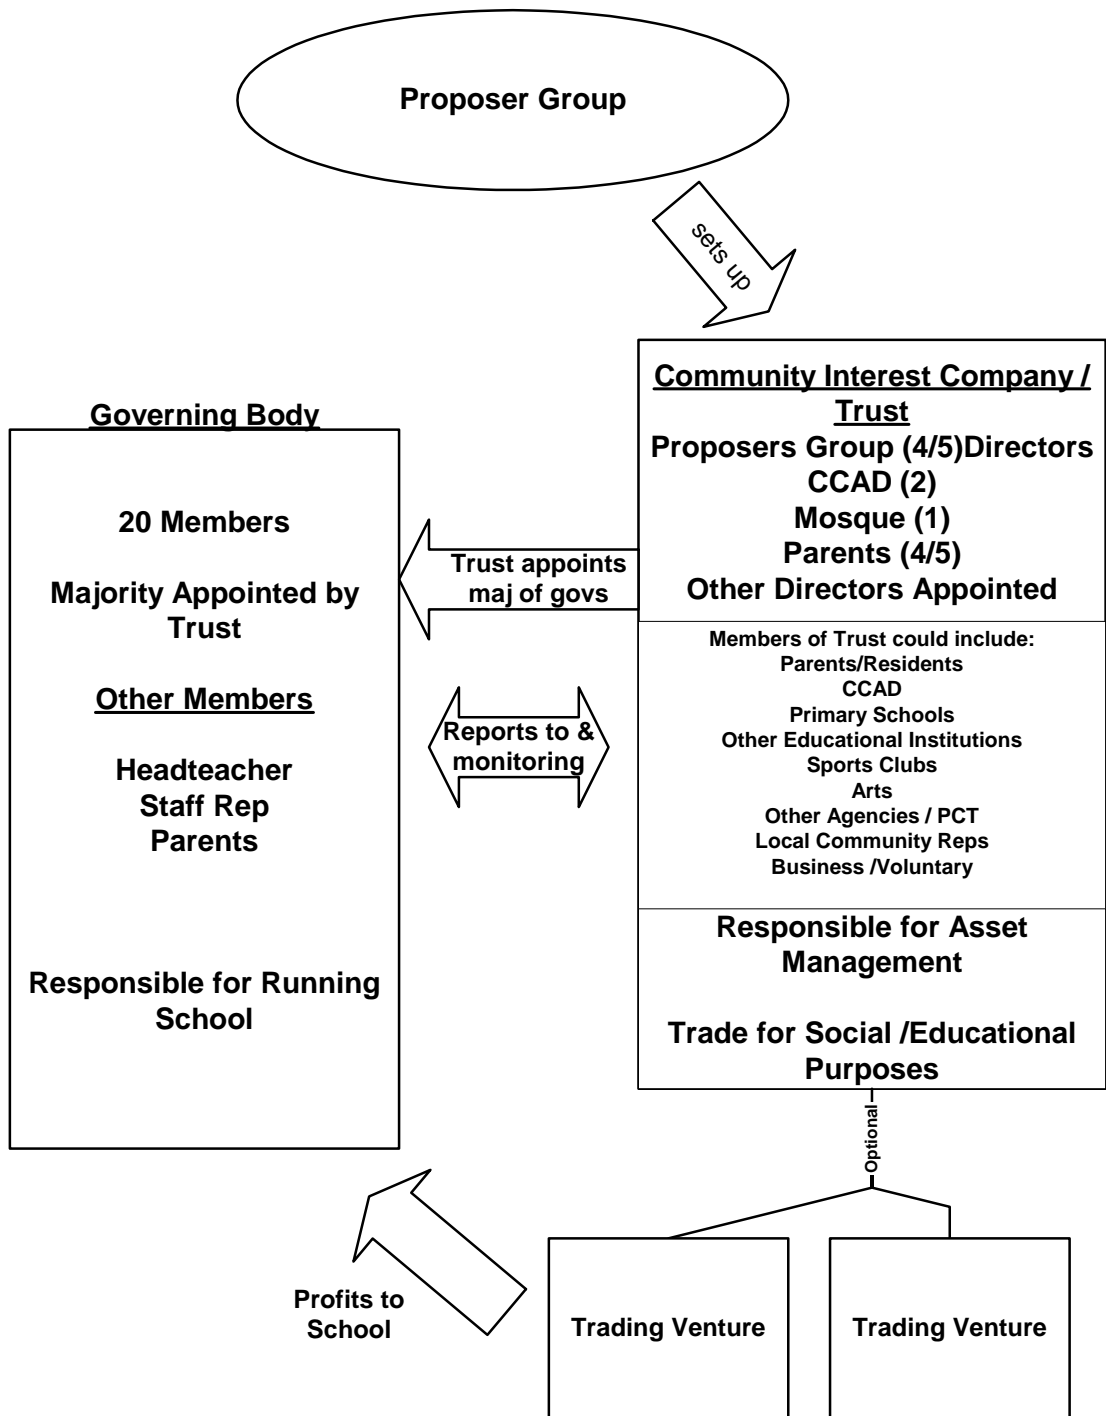 Proposer Group
sets up
Community Interest Company /
Trust
Proposers Group (4/5)Directors
CCAD (2)
Mosque (1)
Parents (4/5)
Other Directors Appointed
Members of Trust could include:
Parents/Residents
CCAD
Primary Schools
Other Educational Institutions
Sports Clubs
Arts
Other Agencies / PCT
Local Community Reps
Business /Voluntary
Responsible for Asset
Management
Trade for Social /Educational
Purposes
Governing Body
20 Members
Majority Appointed by
Trust
Other Members
Headteacher
Staff Rep
Parents
Responsible for Running
School
Trust appoints
maj of govs
Reports to &
monitoring
Optional
Profits to
School
Trading Venture
Trading Venture